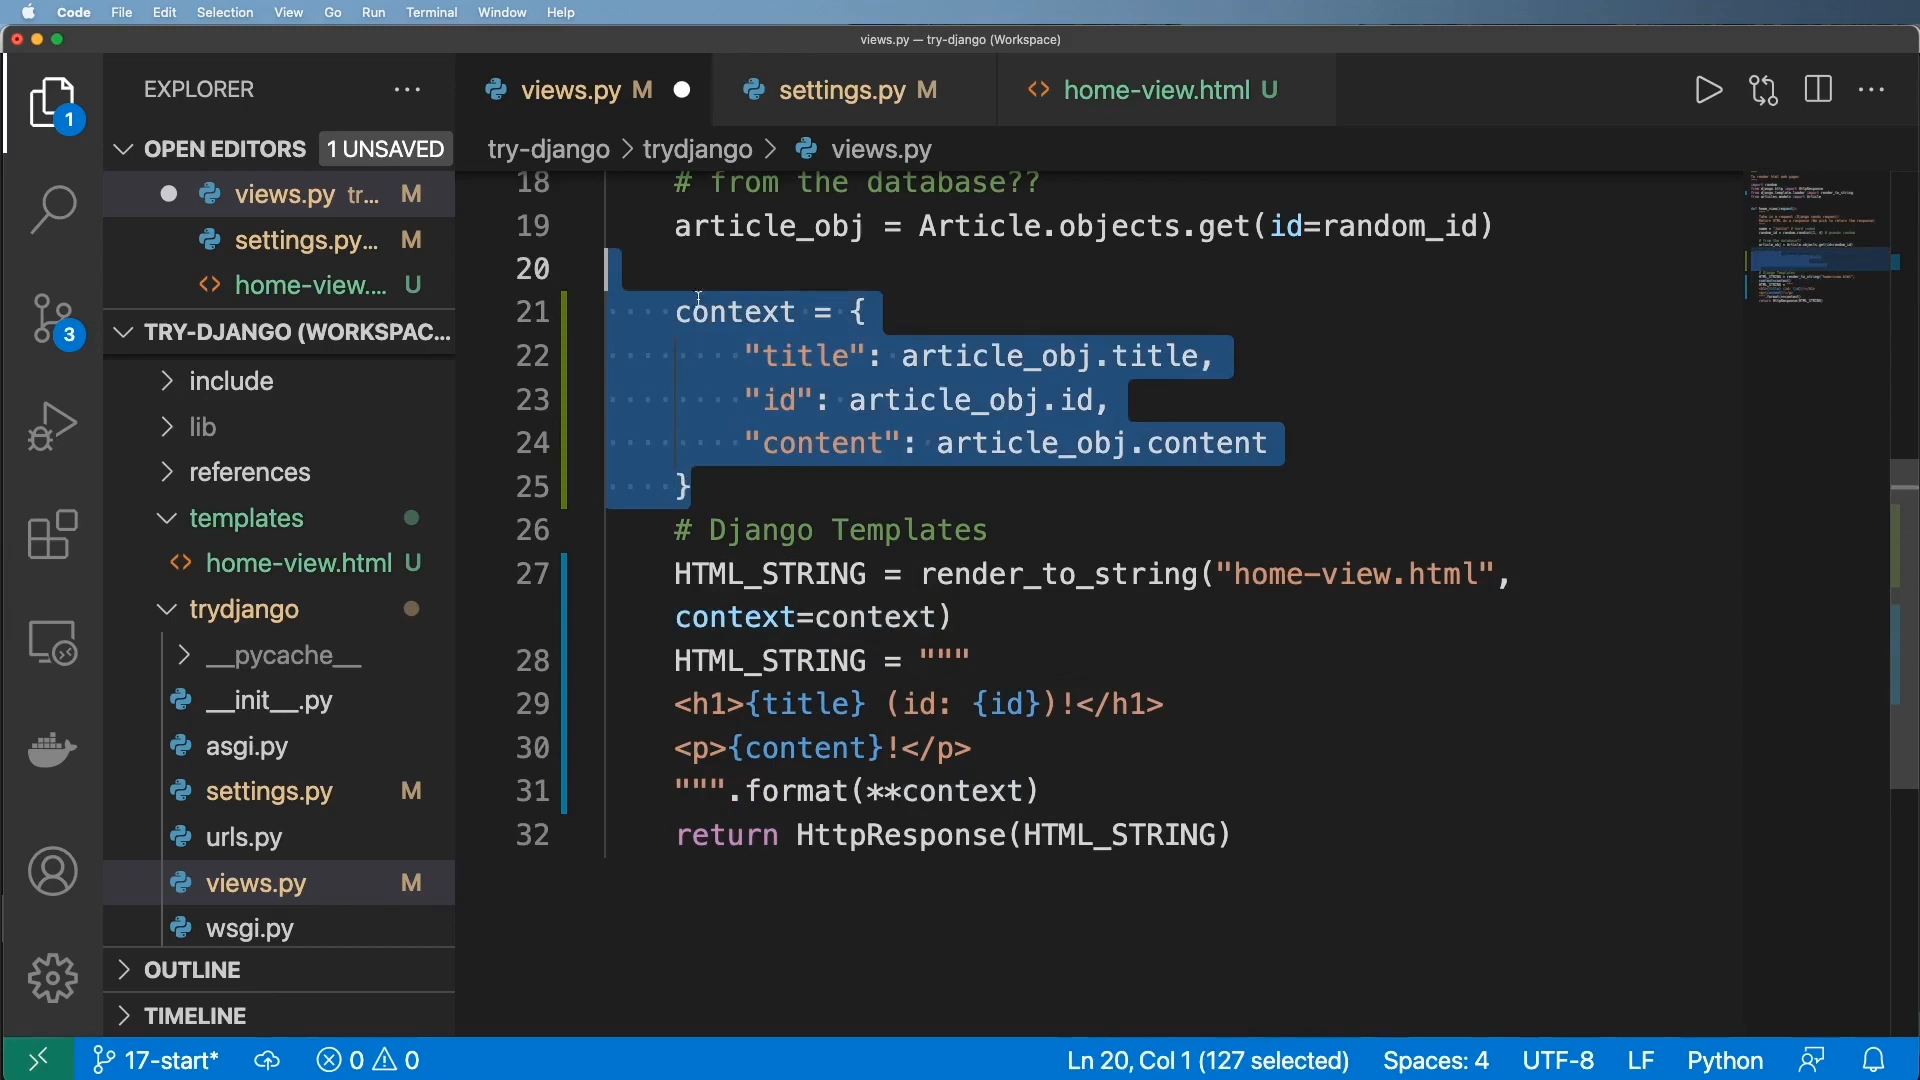 Code File Edit Selection View Go Run Terminal Window Help
views.py — try-django (Workspace)
EXPLORER
views.py M
settings.py M
home-view.html U
1
OPEN EDITORS 1 UNSAVED
try-django > trydjango > views.py
views.py tr... M
settings.py... M
home-view.... U
3
TRY-DJANGO (WORKSPAC...
include
lib
references
templates
home-view.html U
trydjango
__pycache__
__init__.py
asgi.py
settings.py M
urls.py
views.py M
wsgi.py
OUTLINE
TIMELINE
18 # from the database??
19 article_obj = Article.objects.get(id=random_id)
20
21 context = {
22 "title": article_obj.title,
23 "id": article_obj.id,
24 "content": article_obj.content
25 }
26 # Django Templates
27 HTML_STRING = render_to_string("home-view.html",
context=context)
28 HTML_STRING = """
29 <h1>{title} (id: {id})!</h1>
30 <p>{content}!</p>
31 """.format(**context)
32 return HttpResponse(HTML_STRING)
17-start* 0 0 Ln 20, Col 1 (127 selected) Spaces: 4 UTF-8 LF Python